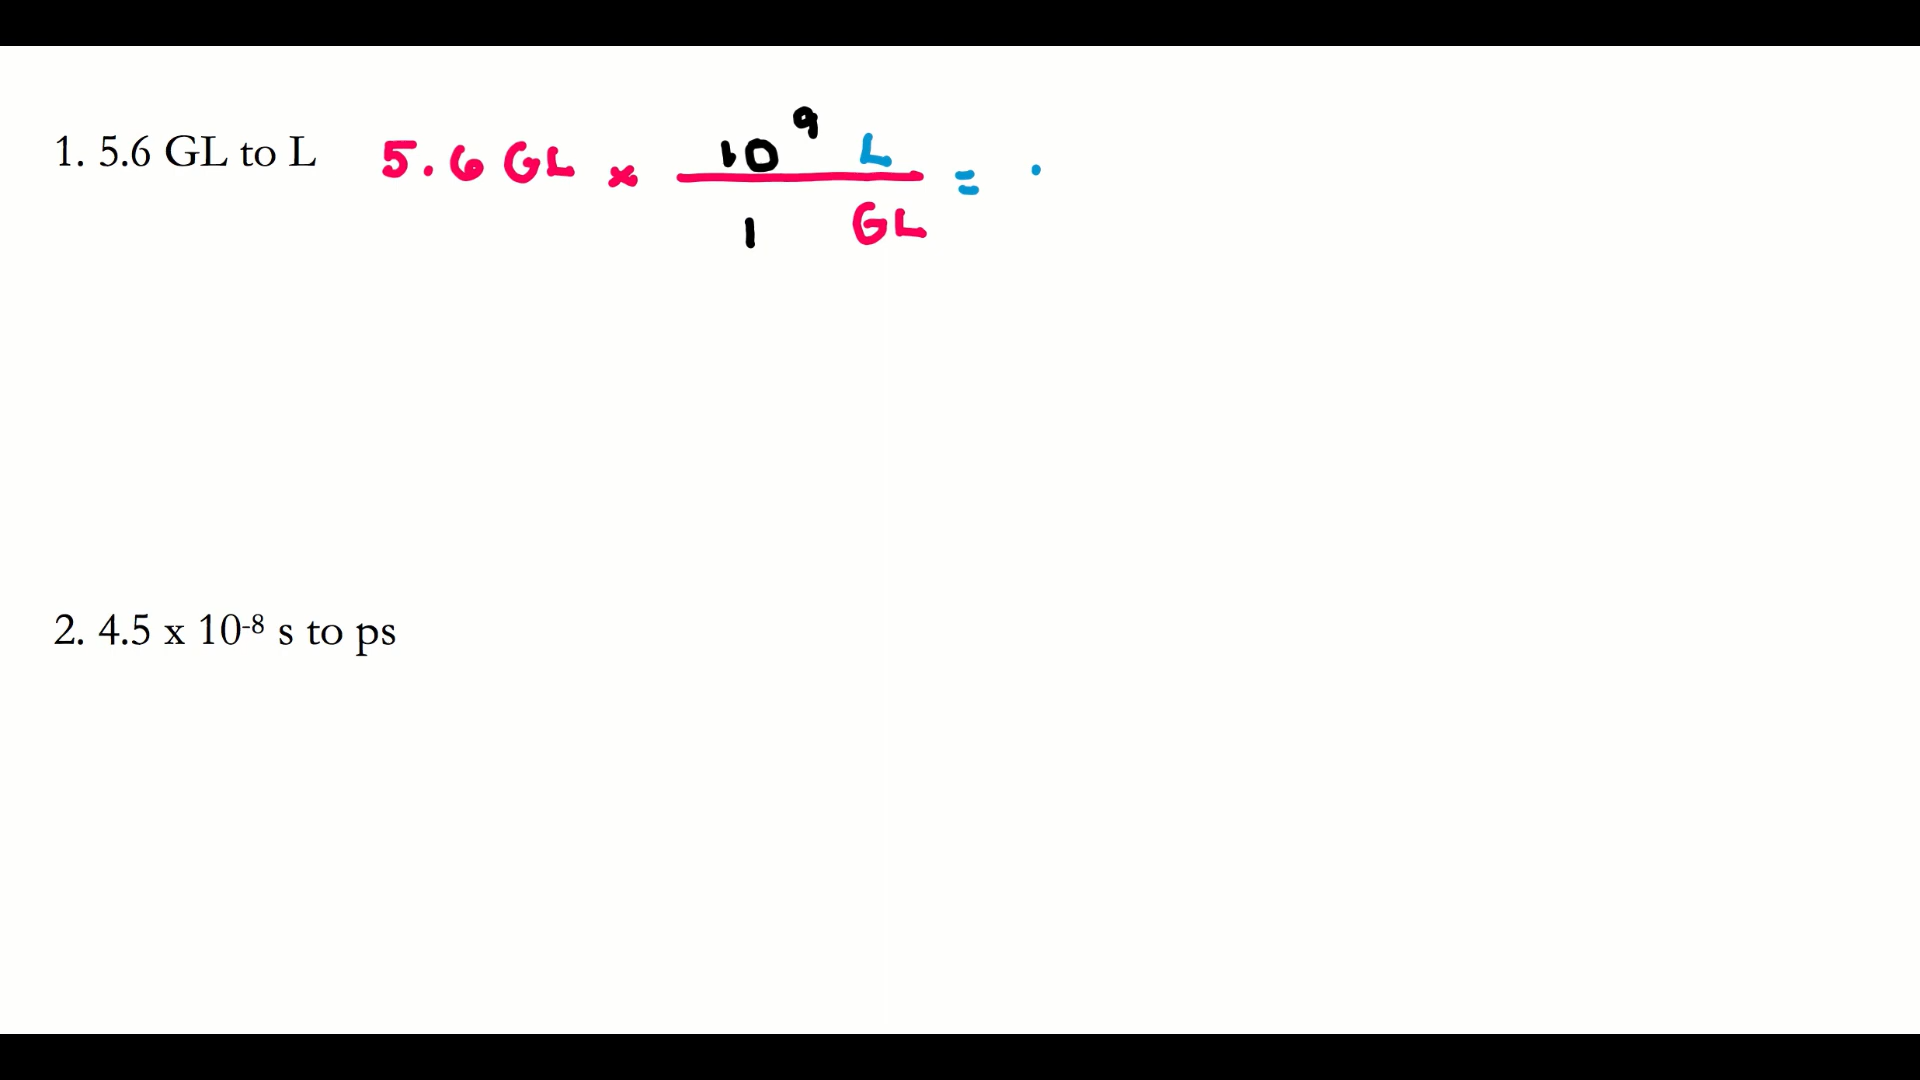 1. 5.6 GL to L 5.6 GL × 10⁹ L / 1 GL =
2. 4.5 x 10⁻⁸ s to ps